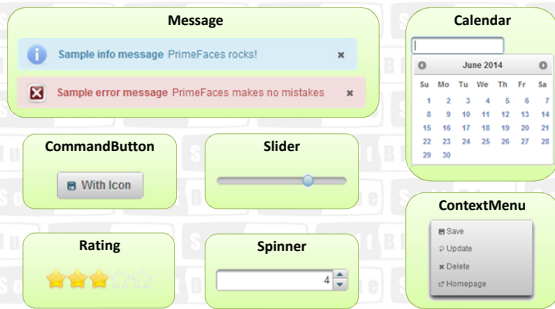 Message
Sample info message PrimeFaces rocks!
Sample error message PrimeFaces makes no mistakes
Calendar
June 2014
Su Mo Tu We Th Fr Sa
1 2 3 4 5 6 7
8 9 10 11 12 13 14
15 16 17 18 19 20 21
22 23 24 25 26 27 28
29 30
CommandButton
With Icon
Slider
ContextMenu
Save
Update
Delete
Homepage
Rating
Spinner
4